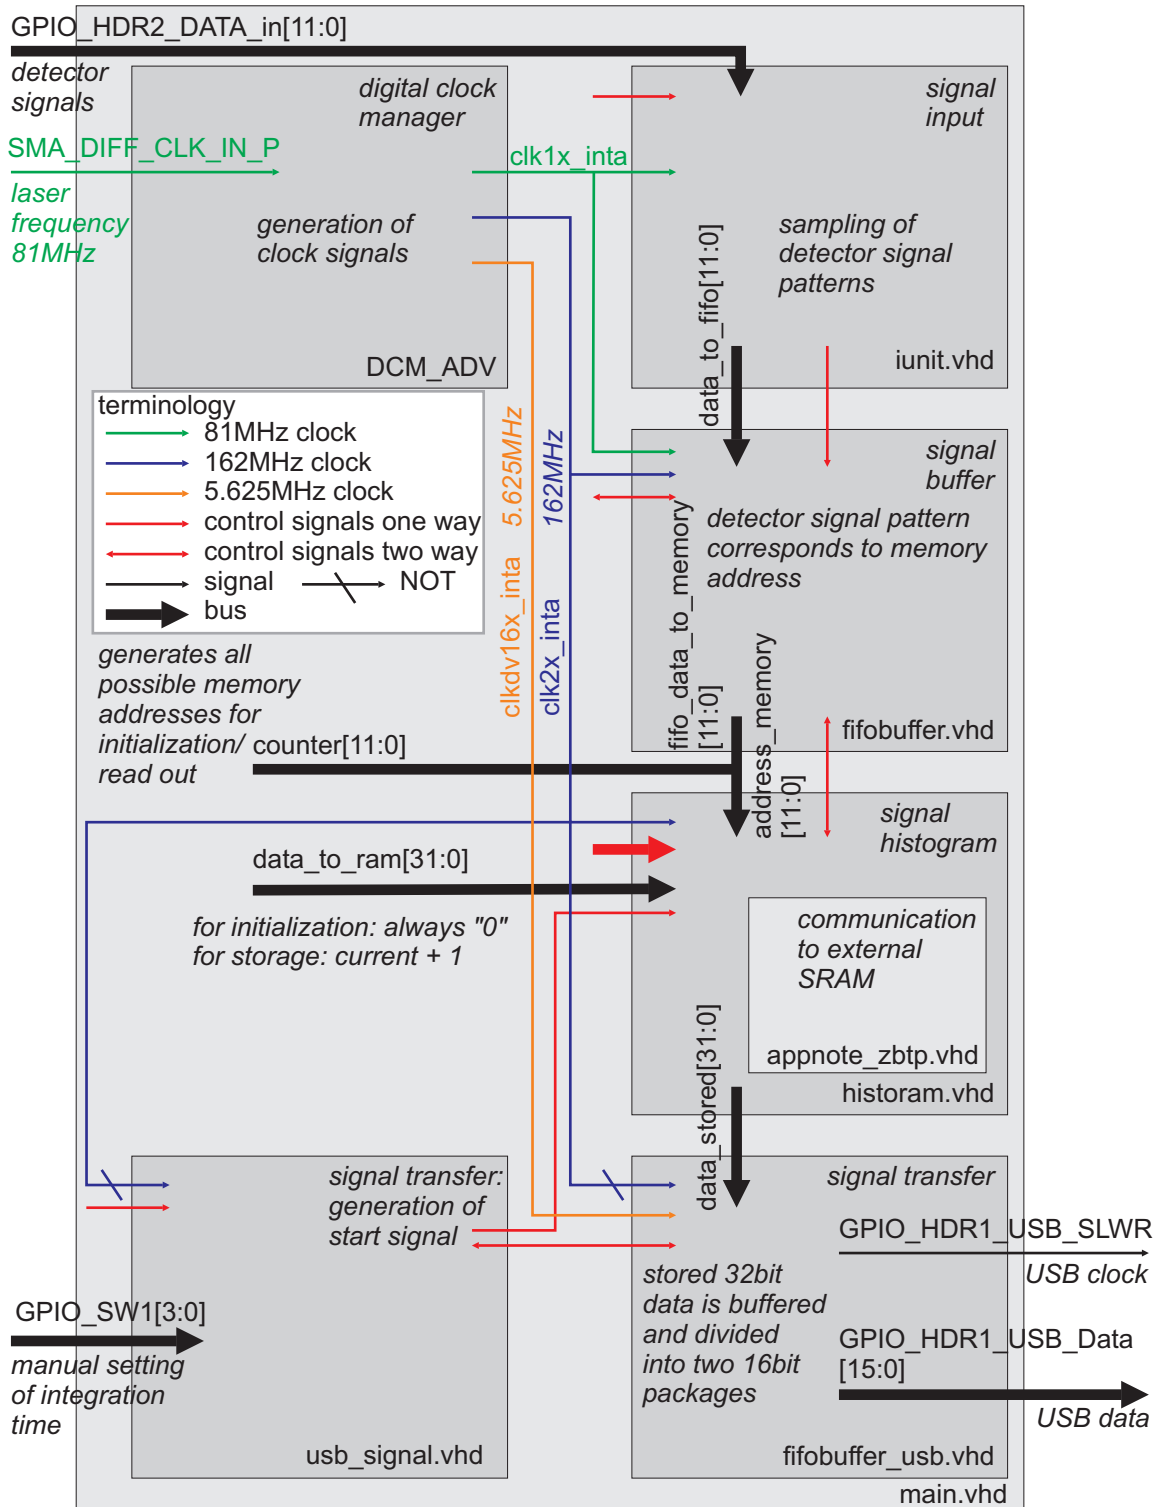 GPIO_HDR2_DATA_in[11:0]
detector
signals
digital clock
manager
signal
input
SMA_DIFF_CLK_IN_P
clk1x_inta
laser
frequency
81MHz
generation of
clock signals
sampling of
detector signal
patterns
data_to_fifo[11:0]
DCM_ADV
iunit.vhd
terminology
81MHz clock
162MHz clock
5.625MHz clock
control signals one way
control signals two way
signal
NOT
bus
clkdv16x_inta 5.625MHz
clk2x_inta 162MHz
signal
buffer
detector signal pattern
corresponds to memory
address
fifo_data_to_memory
[11:0]
address_memory
[11:0]
fifobuffer.vhd
generates all
possible memory
addresses for
initialization/
read out
counter[11:0]
signal
histogram
data_to_ram[31:0]
for initialization: always "0"
for storage: current + 1
communication
to external
SRAM
appnote_zbtp.vhd
data_stored[31:0]
historam.vhd
signal transfer:
generation of
start signal
signal transfer
GPIO_HDR1_USB_SLWR
USB clock
stored 32bit
data is buffered
and divided
into two 16bit
packages
GPIO_SW1[3:0]
manual setting
of integration
time
GPIO_HDR1_USB_Data
[15:0]
USB data
usb_signal.vhd
fifobuffer_usb.vhd
main.vhd